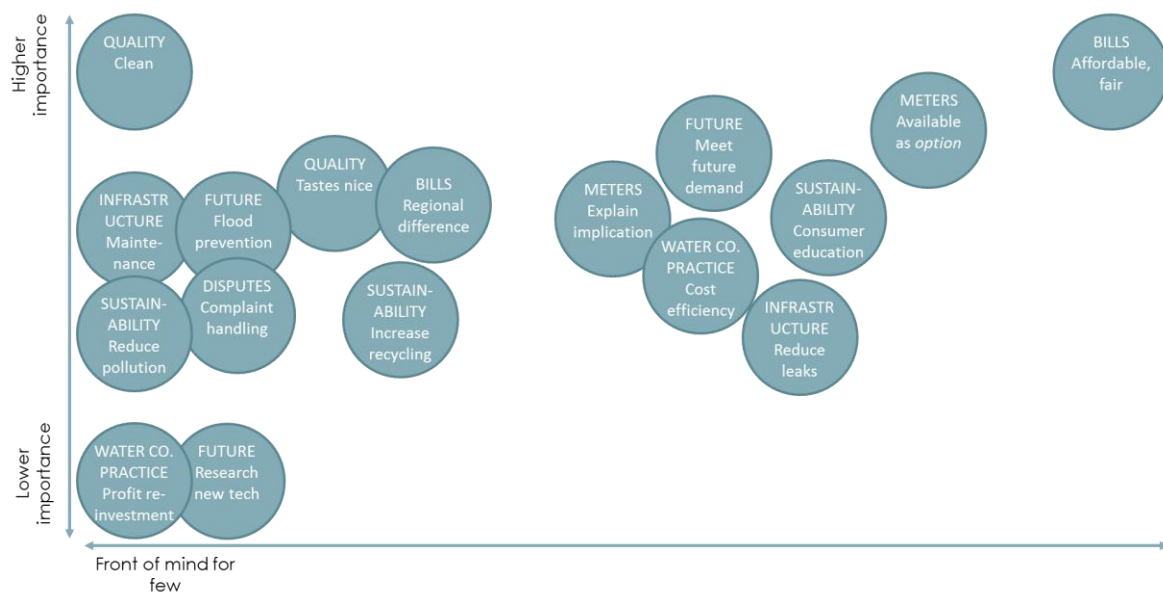 Higher
importance
QUALITY
Clean
BILLS
Affordable,
fair
METERS
Available
as option
FUTURE
Meet
future
demand
QUALITY
Tastes nice
BILLS
Regional
difference
METERS
Explain
implication
SUSTAIN-
ABILITY
Consumer
education
INFRASTR
UCTURE
Mainte-
nance
FUTURE
Flood
prevention
WATER CO.
PRACTICE
Cost
efficiency
DISPUTES
Complaint
handling
SUSTAIN-
ABILITY
Reduce
pollution
SUSTAIN-
ABILITY
Increase
recycling
INFRASTR
UCTURE
Reduce
leaks
WATER CO.
PRACTICE
Profit re-
investment
FUTURE
Research
new tech
Lower
importance
Front of mind for
few